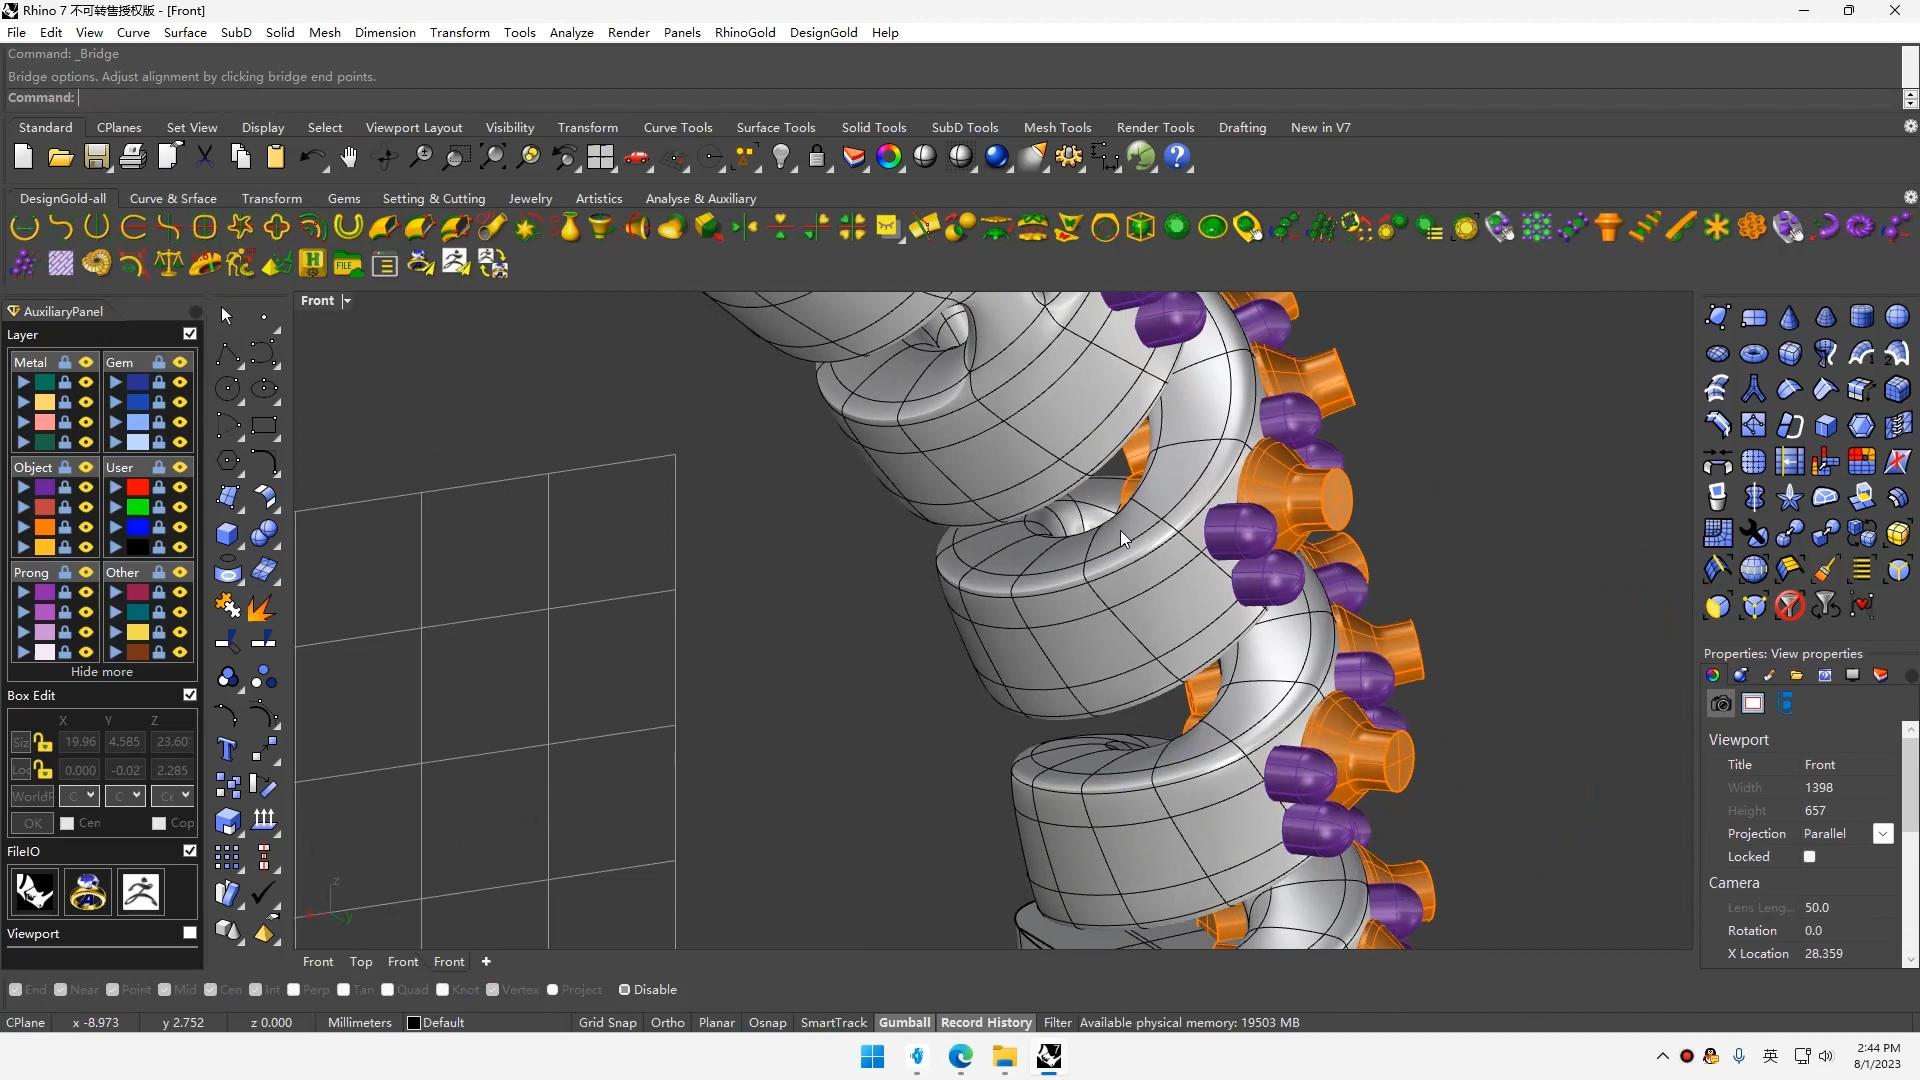 Rhino 7 不可转售授权版 - [Front]
File Edit View Curve Surface SubD Solid Mesh Dimension Transform Tools Analyze Render Panels RhinoGold DesignGold Help
Command: _Bridge
Bridge options. Adjust alignment by clicking bridge end points.
Command:
Standard CPlanes Set View Display Select Viewport Layout Visibility Transform Curve Tools Surface Tools Solid Tools SubD Tools Mesh Tools Render Tools Drafting New in V7
DesignGold-all Curve & Srface Transform Gems Setting & Cutting Jewelry Artistics Analyse & Auxiliary
FILE
AuxiliaryPanel
Front
Layer
Metal Gem
Object User
Prong Other
Hide more
Box Edit
X Y Z
Siz 19.96 4.585 23.60
Loc 0.000 -0.02 2.285
WorldF C C Ce
OK Cen Cop
FileIO
Viewport
z
x y
Properties: View properties
Viewport
Title Front
Width 1398
Height 657
Projection Parallel
Locked
Camera
Lens Leng... 50.0
Rotation 0.0
X Location 28.359
Front Top Front Front
End Near Point Mid Cen Int Perp Tan Quad Knot Vertex Project Disable
CPlane x -8.973 y 2.752 z 0.000 Millimeters Default Grid Snap Ortho Planar Osnap SmartTrack Gumball Record History Filter Available physical memory: 19503 MB
英
2:44 PM
8/1/2023